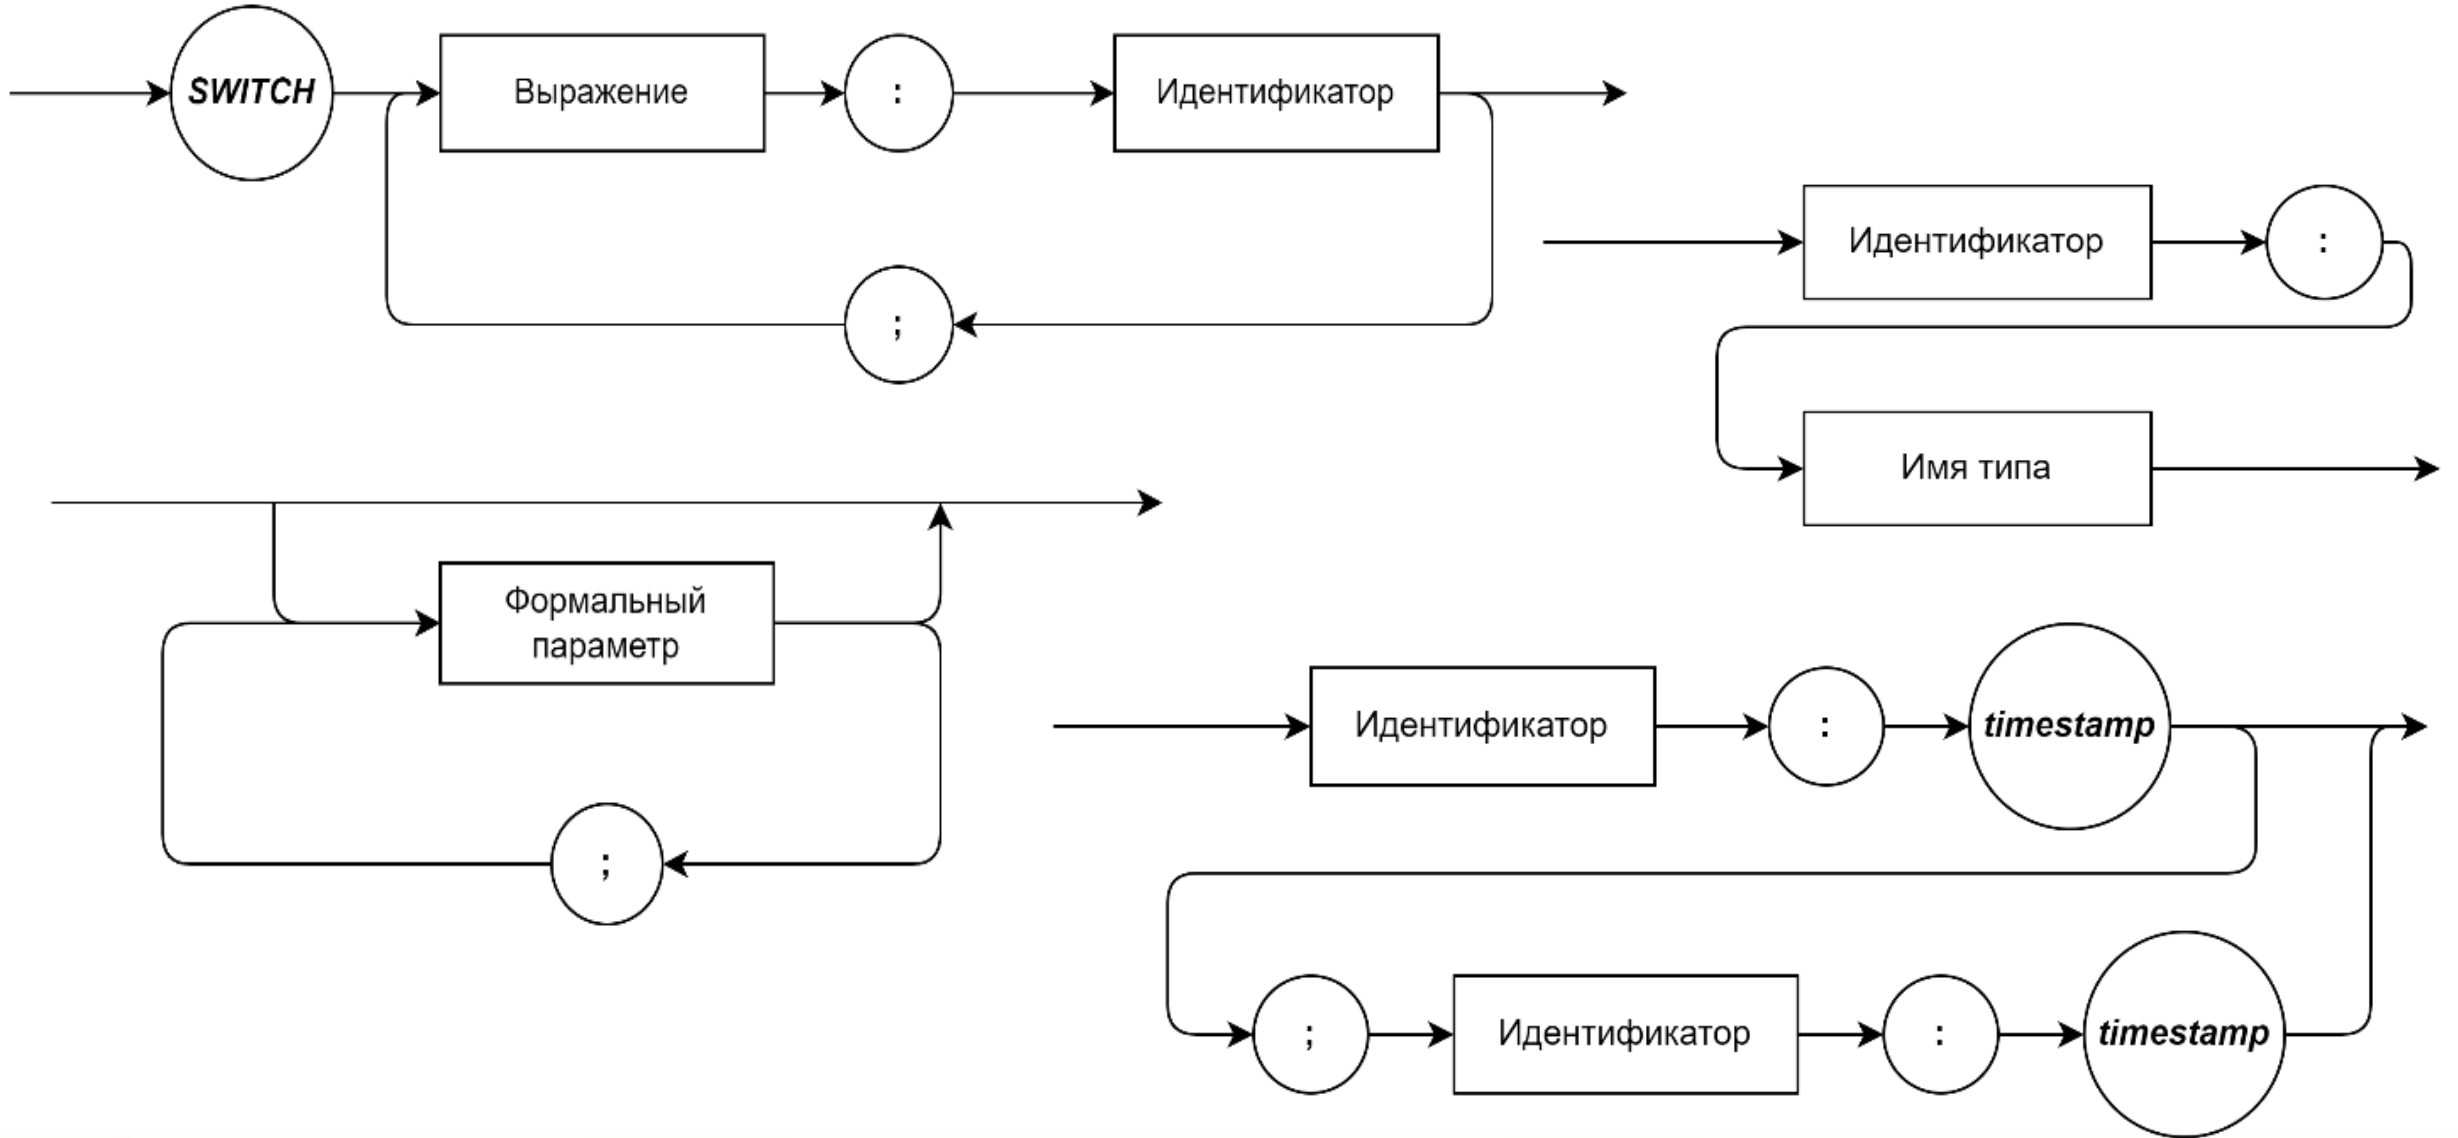 SWITCH
Выражение
:
Идентификатор
;
Идентификатор
:
Имя типа
Формальный
параметр
;
Идентификатор
:
timestamp
;
Идентификатор
:
timestamp